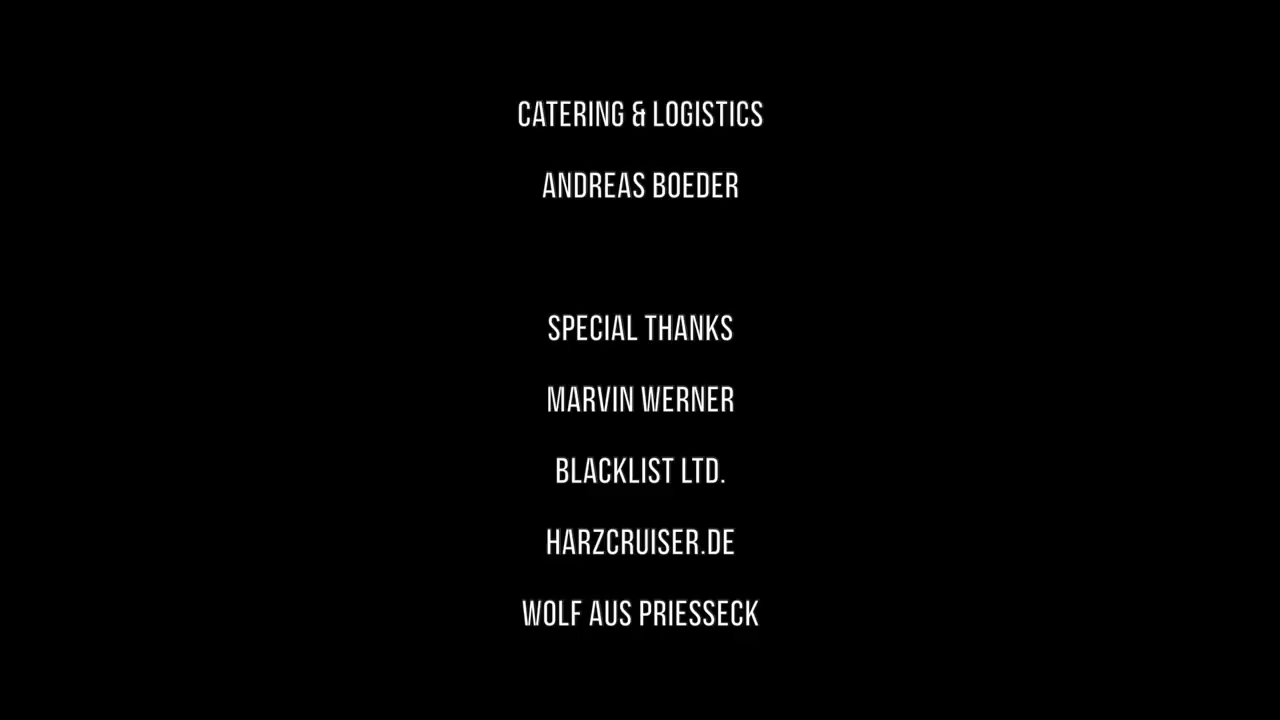 CATERING & LOGISTICS
ANDREAS BOEDER
SPECIAL THANKS
MARVIN WERNER
BLACKLIST LTD.
HARZCRUISER.DE
WOLF AUS PRIESSECK